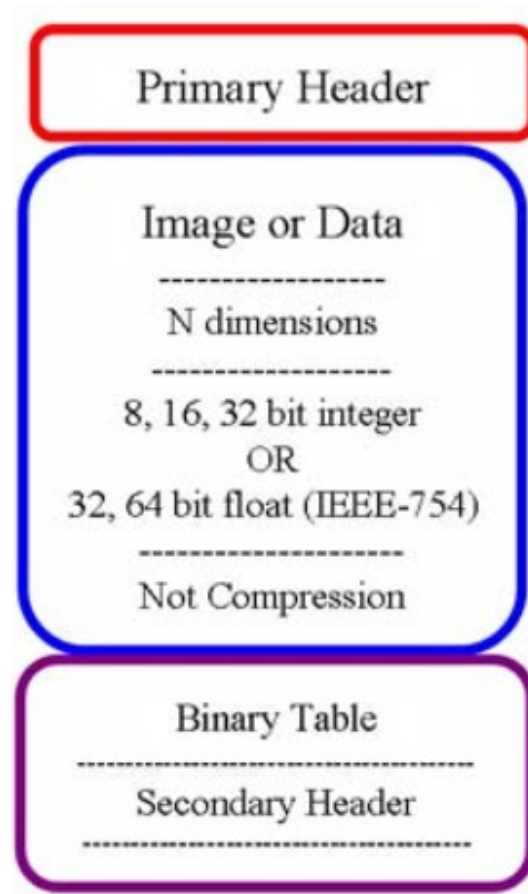 Primary Header
Image or Data
-------------------
N dimensions
--------------------
8, 16, 32 bit integer
OR
32, 64 bit float (IEEE-754)
----------------------
Not Compression
Binary Table
------------------------------------------
Secondary Header
-----------------------------------------